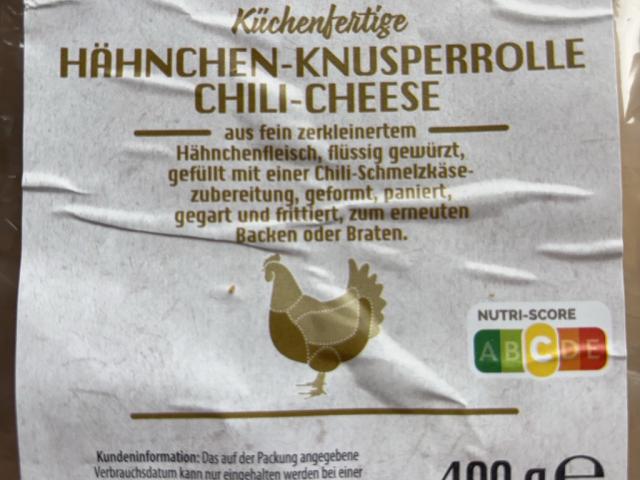 Küchenfertige
HÄHNCHEN-KNUSPERROLLE
CHILI-CHEESE
aus fein zerkleinertem
Hähnchenfleisch, flüssig gewürzt,
gefüllt mit einer Chili-Schmelzkäse-
zubereitung, geformt, paniert,
gegart und frittiert, zum erneuten
Backen oder Braten.
NUTRI-SCORE
A B C D E
Kundeninformation: Das auf der Packung angegebene
Verbrauchsdatum kann nur eingehalten werden bei einer
400 g e